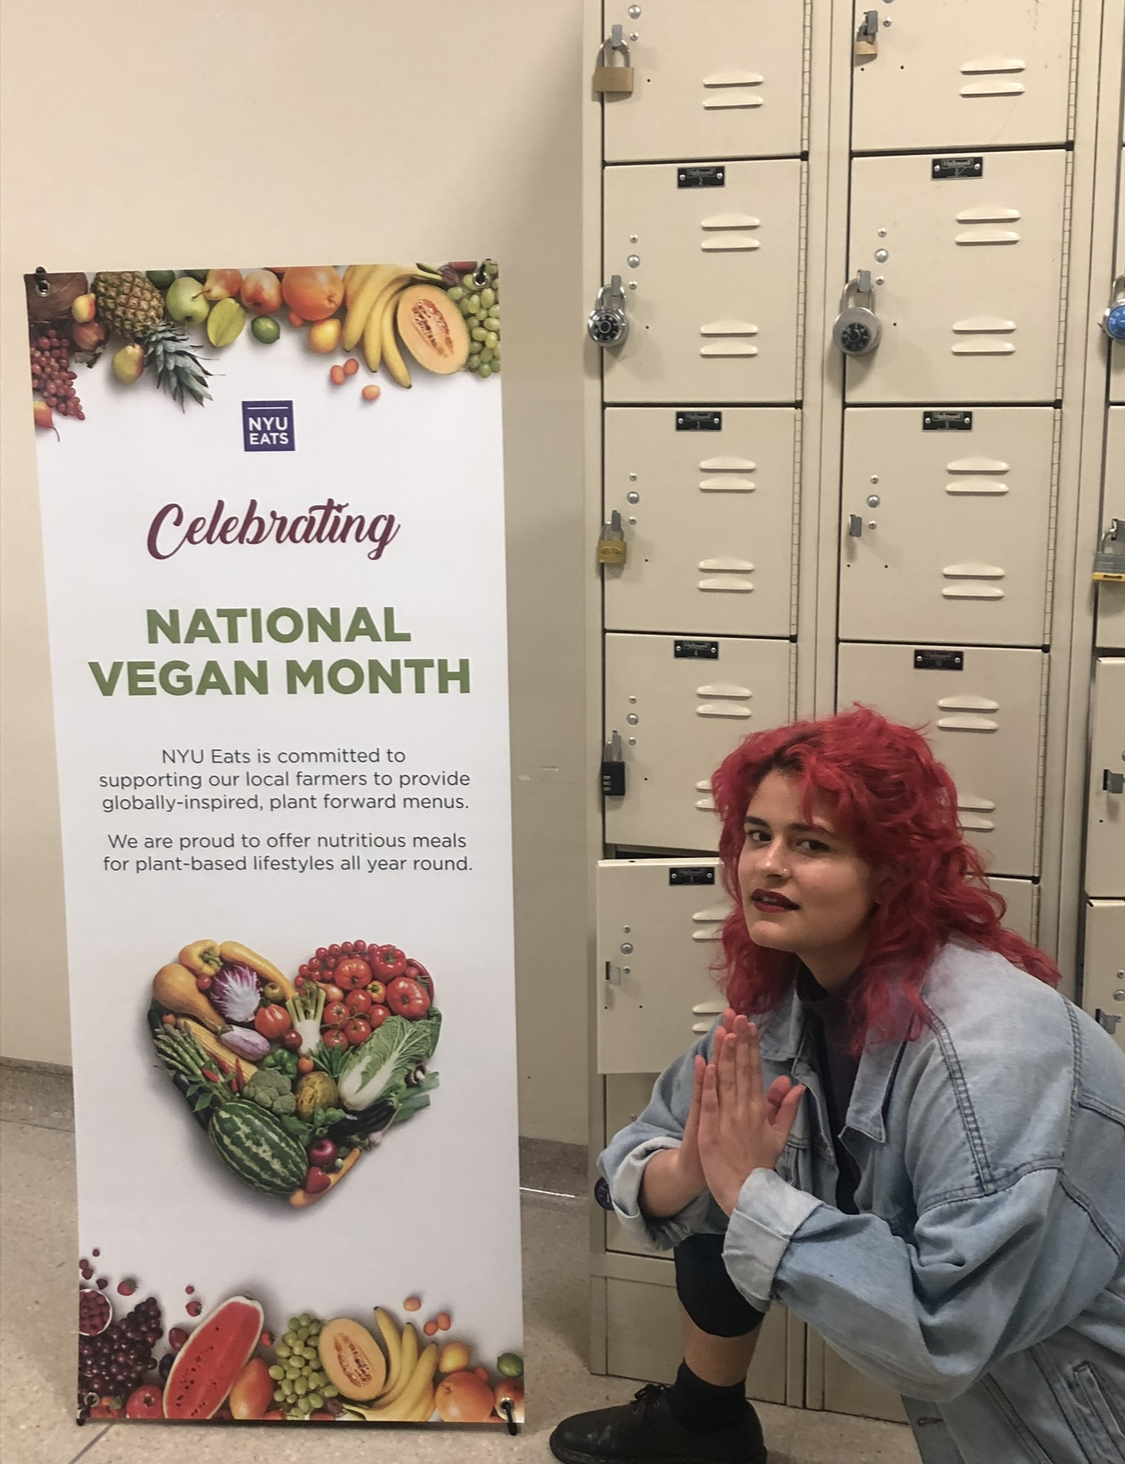 NYU
EATS
Celebrating
NATIONAL
VEGAN MONTH
NYU Eats is committed to
supporting our local farmers to provide
globally-inspired, plant forward menus.
We are proud to offer nutritious meals
for plant-based lifestyles all year round.